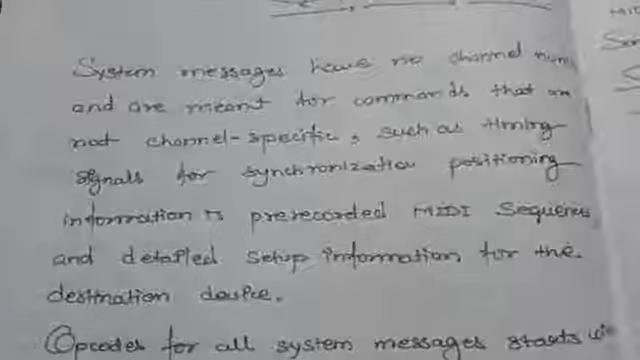 System messages have no channel num
and are meant for commands that are
not channel-specific, such as timing
signals for synchronization positioning
information is prerecorded MIDI Sequences
and detailed setup information for the
destination device.
Opcodes for all system messages starts wi